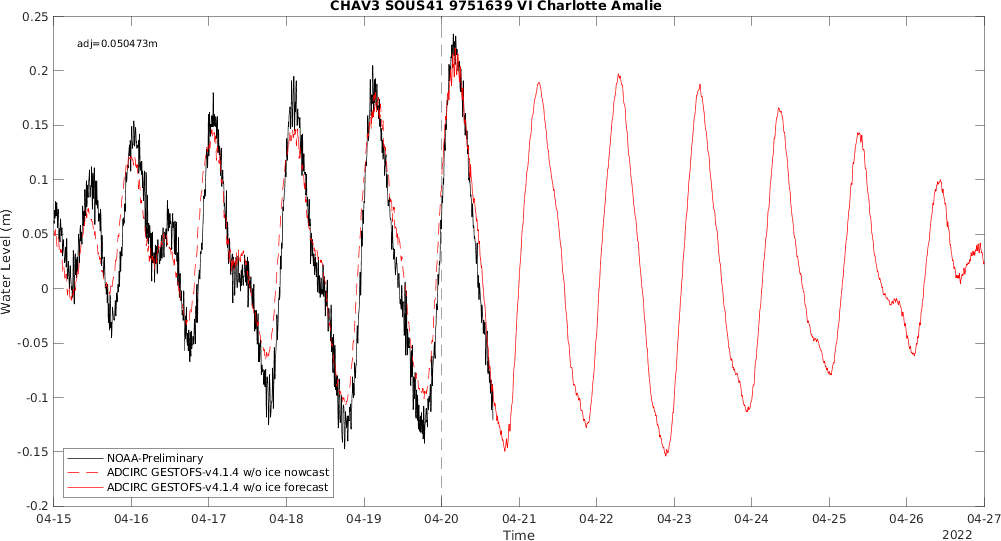 CHAV3 SOUS41 9751639 VI Charlotte Amalie
adj=0.050473m
Water Level (m)
0.25
0.2
0.15
0.1
0.05
0
-0.05
-0.1
-0.15
-0.2
NOAA-Preliminary
ADCIRC GESTOFS-v4.1.4 w/o ice nowcast
ADCIRC GESTOFS-v4.1.4 w/o ice forecast
04-15 04-16 04-17 04-18 04-19 04-20 04-21 04-22 04-23 04-24 04-25 04-26 04-27
Time
2022